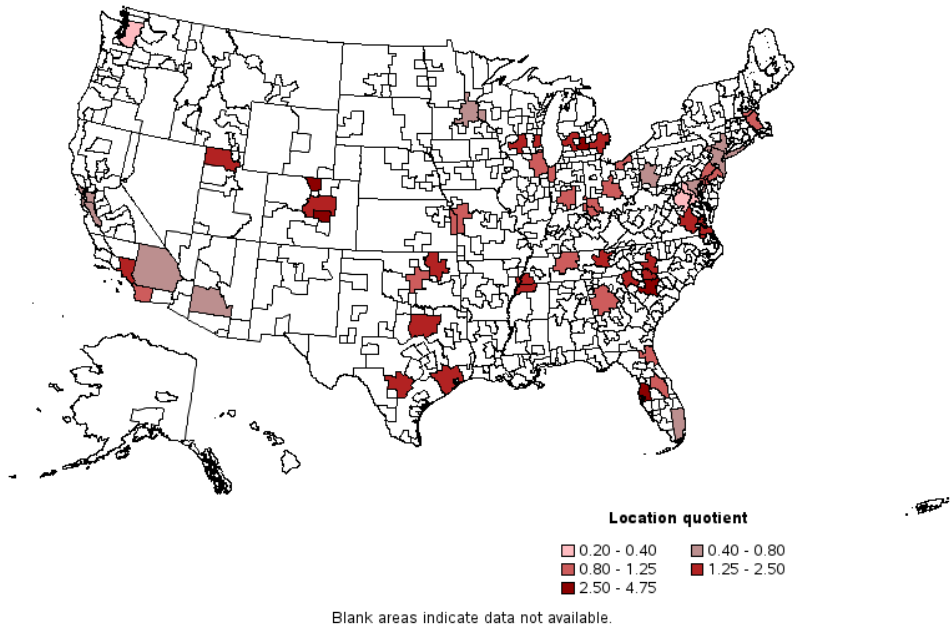 Location quotient
0.20 - 0.40 0.40 - 0.80
0.80 - 1.25 1.25 - 2.50
2.50 - 4.75
Blank areas indicate data not available.